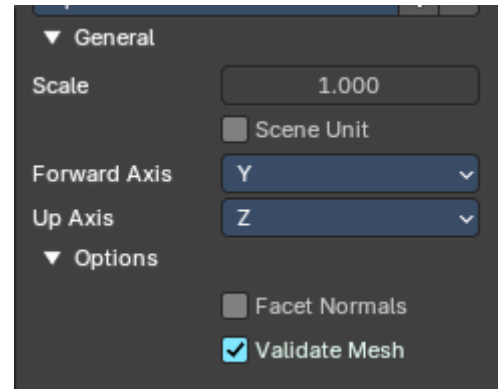 General
Scale 1.000
Scene Unit
Forward Axis Y
Up Axis Z
Options
Facet Normals
Validate Mesh